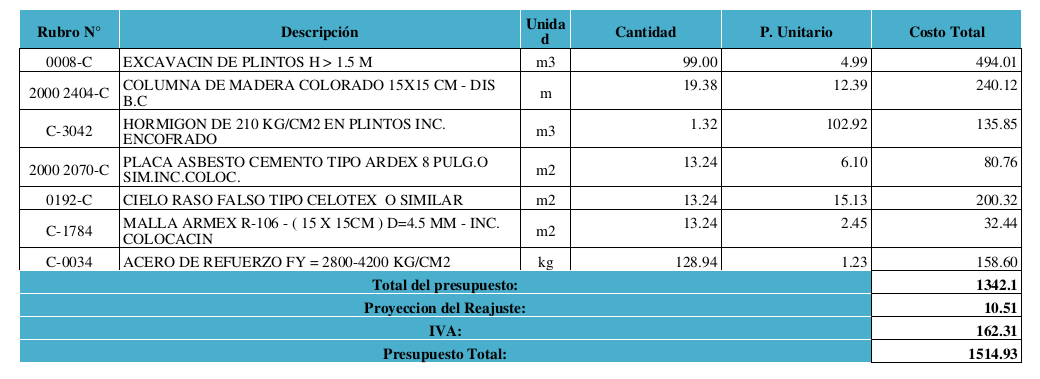 Rubro N° Descripción Unida d Cantidad P. Unitario Costo Total
0008-C EXCAVACIN DE PLINTOS H > 1.5 M m3 99.00 4.99 494.01
2000 2404-C COLUMNA DE MADERA COLORADO 15X15 CM - DIS m 19.38 12.39 240.12
B.C
C-3042 HORMIGON DE 210 KG/CM2 EN PLINTOS INC. m3 1.32 102.92 135.85
ENCOFRADO
2000 2070-C PLACA ASBESTO CEMENTO TIPO ARDEX 8 PULG.O m2 13.24 6.10 80.76
SIM.INC.COLOC.
0192-C CIELO RASO FALSO TIPO CELOTEX O SIMILAR m2 13.24 15.13 200.32
C-1784 MALLA ARMEX R-106 - ( 15 X 15CM ) D=4.5 MM - INC. m2 13.24 2.45 32.44
COLOCACIN
C-0034 ACERO DE REFUERZO FY = 2800-4200 KG/CM2 kg 128.94 1.23 158.60
Total del presupuesto: 1342.1
Proyeccion del Reajuste: 10.51
IVA: 162.31
Presupuesto Total: 1514.93